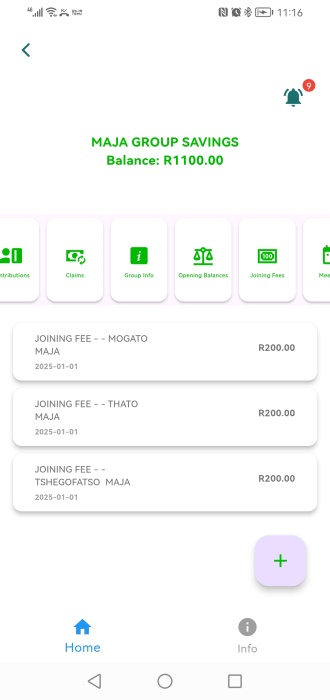 11:16
9
MAJA GROUP SAVINGS
Balance: R1100.00
ntributions
Claims
Group Info
Opening Balances
Joining Fees
Mee
JOINING FEE - - MOGATO
MAJA
R200.00
2025-01-01
JOINING FEE - - THATO
MAJA
R200.00
2025-01-01
JOINING FEE - -
TSHEGOFATSO MAJA
R200.00
2025-01-01
Home
Info